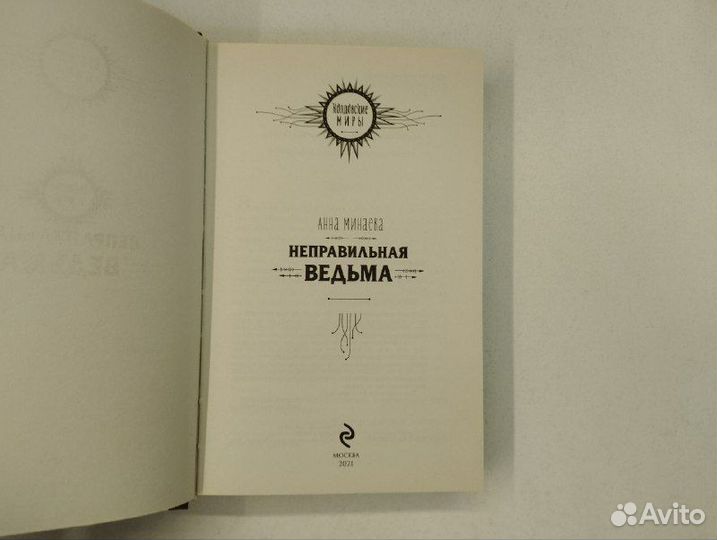 Колдовские
МИРЫ
АННА МИНАЕВА
НЕПРАВИЛЬНАЯ
ВЕДЬМА
МОСКВА
2021
Avito